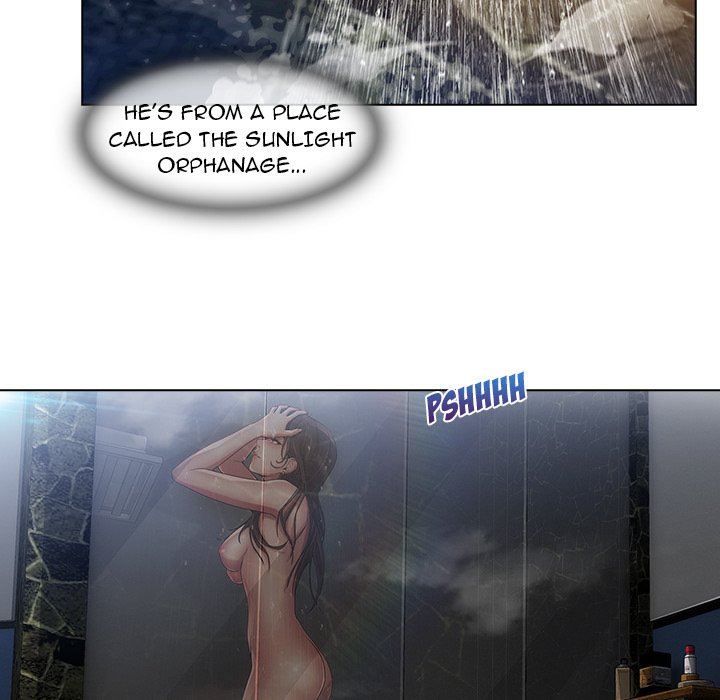 HE'S FROM A PLACE
CALLED THE SUNLIGHT
ORPHANAGE...
PSHHHH